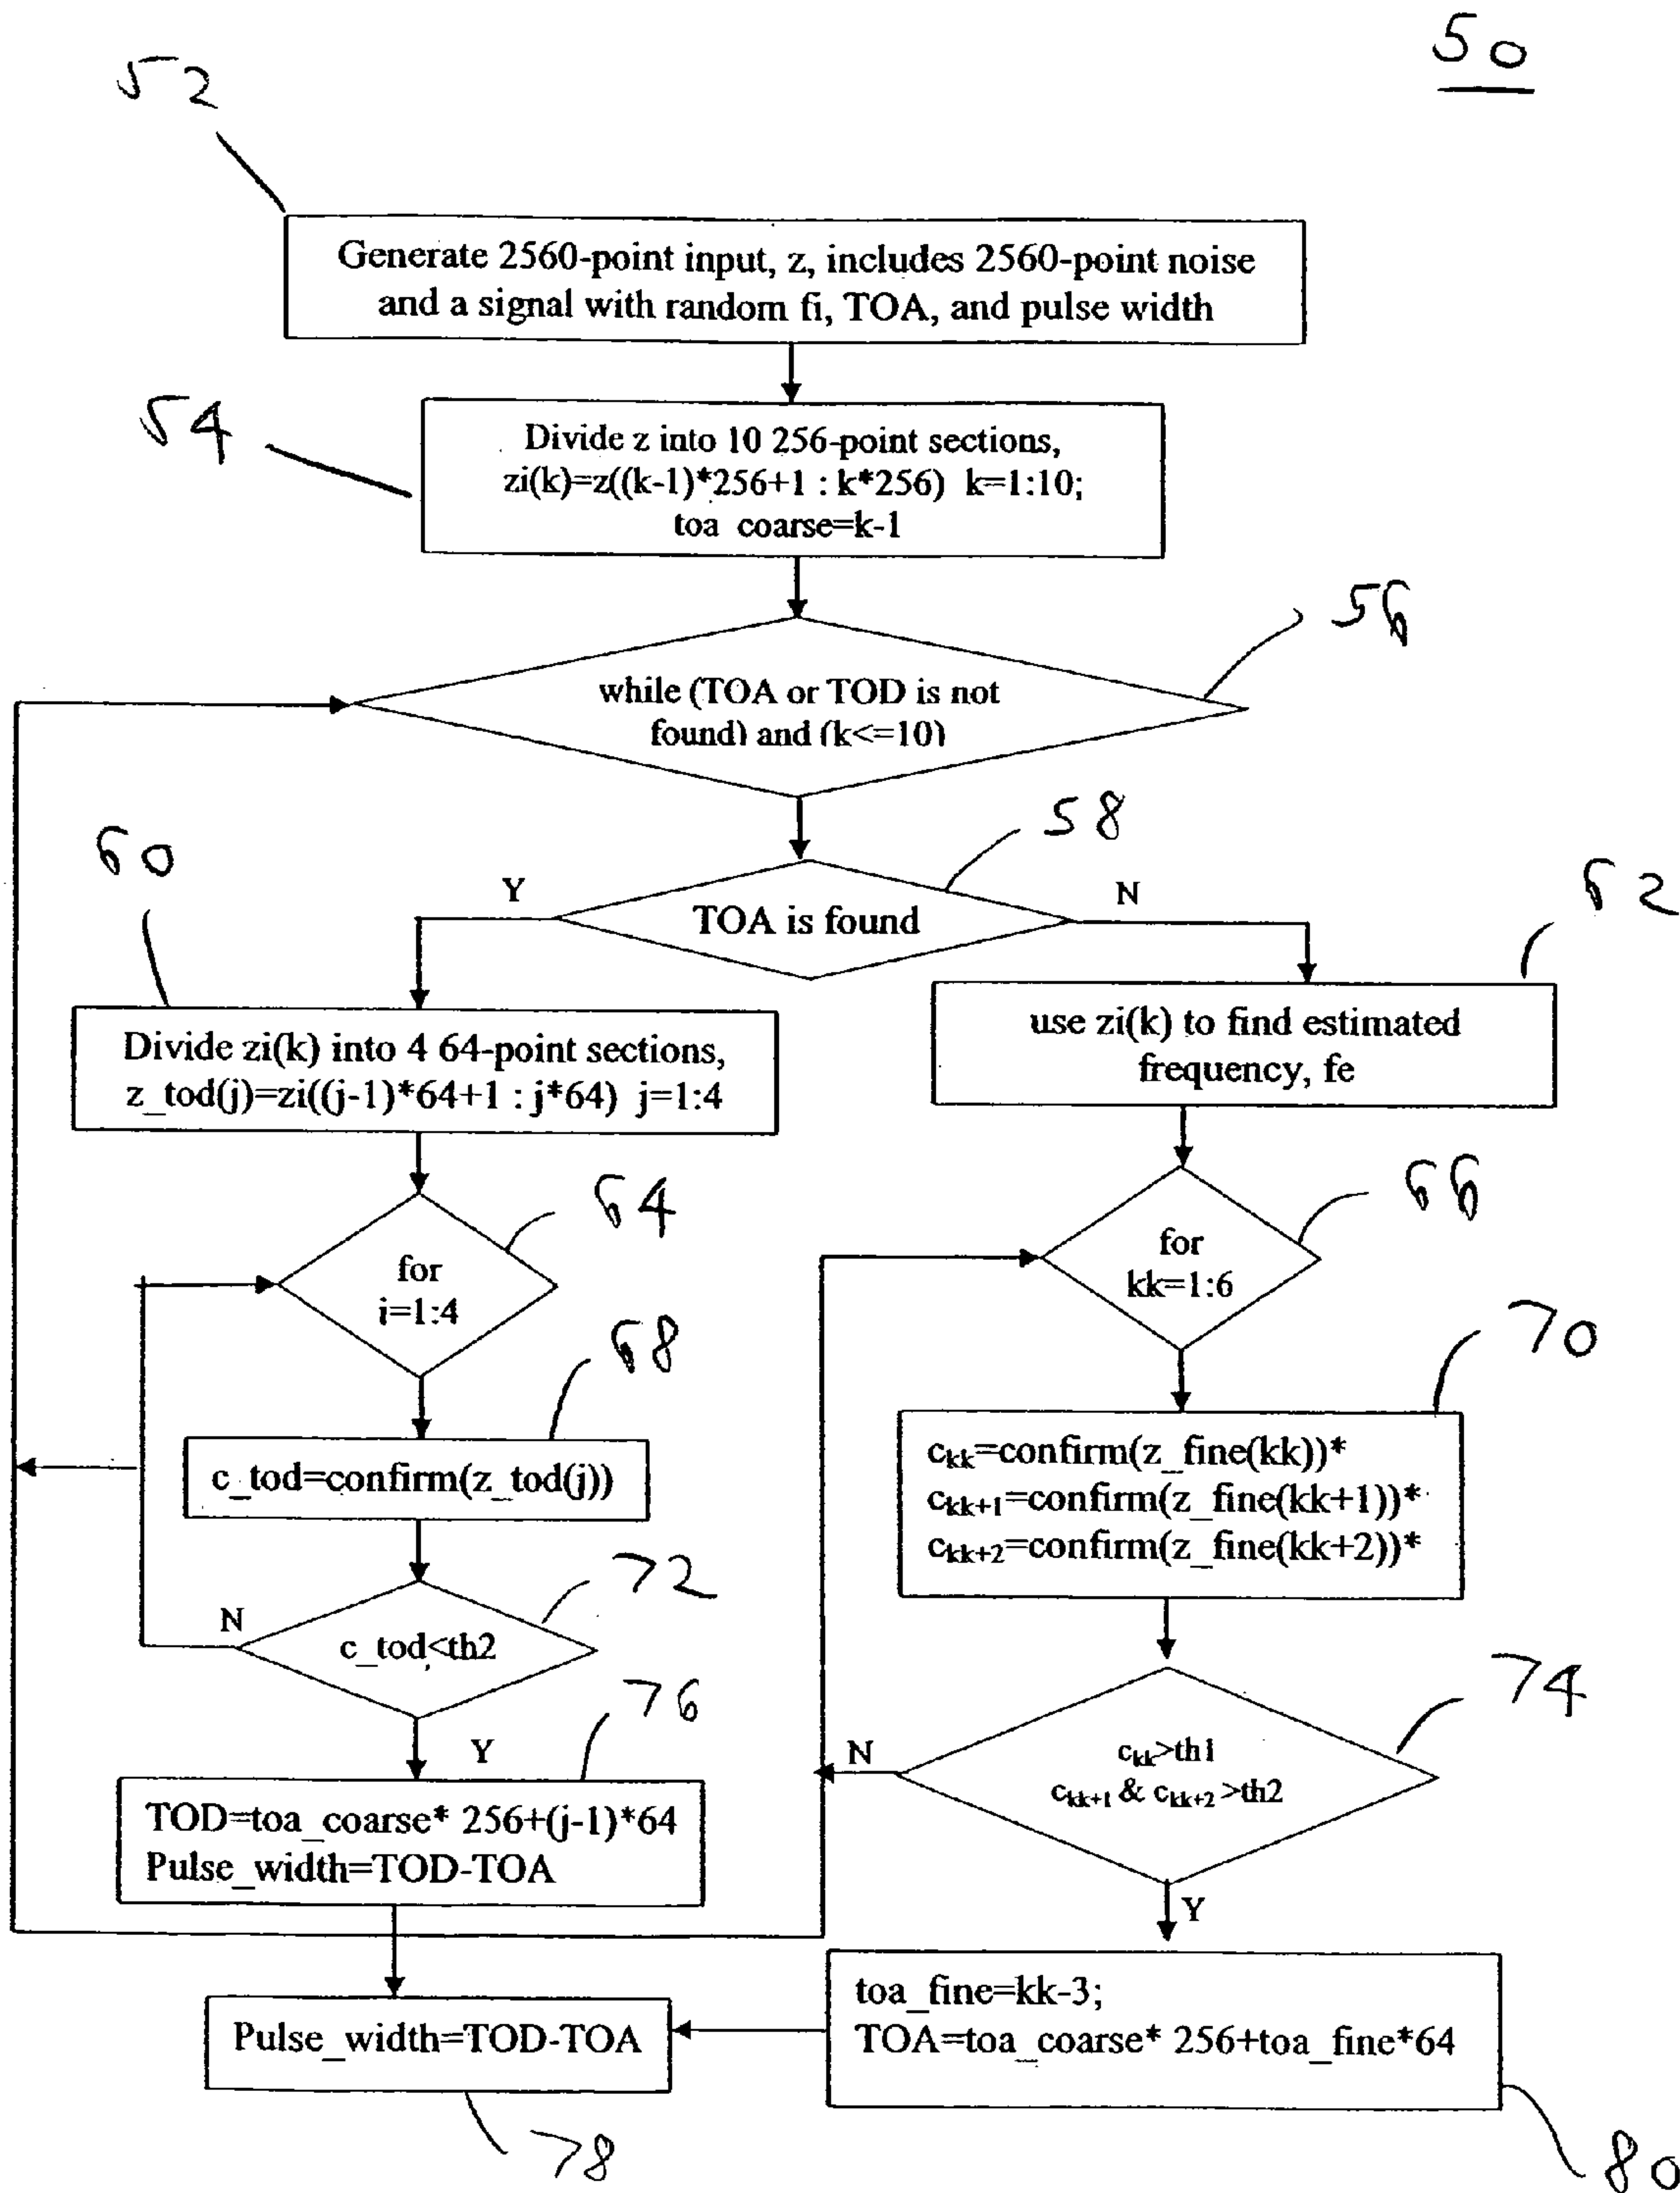 50
52
Generate 2560-point input, z, includes 2560-point noise
and a signal with random fi, TOA, and pulse width
54
Divide z into 10 256-point sections,
zi(k)=z((k-1)*256+1 : k*256) k=1:10;
toa coarse=k-1
56
while (TOA or TOD is not
found) and (k<=10)
58
60
Y
TOA is found
N
62
Divide zi(k) into 4 64-point sections,
z_tod(j)=zi((j-1)*64+1 : j*64) j=1:4
use zi(k) to find estimated
frequency, fe
64
for
i=1:4
66
for
kk=1:6
68
c_tod=confirm(z_tod(j))
70
c_kk=confirm(z_fine(kk))*
c_kk+1=confirm(z_fine(kk+1))*
c_kk+2=confirm(z_fine(kk+2))*
72
N
c_tod<th2
Y
74
N
c_kk>th1
c_kk+1 & c_kk+2 >th2
Y
76
TOD=toa_coarse* 256+(j-1)*64
Pulse_width=TOD-TOA
toa_fine=kk-3;
TOA=toa_coarse* 256+toa_fine*64
Pulse_width=TOD-TOA
78
80